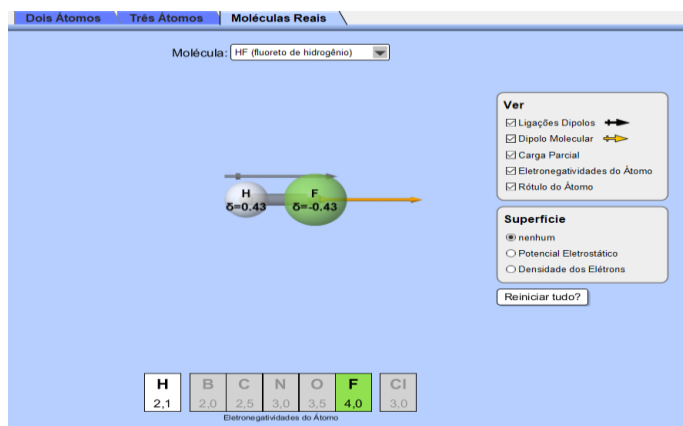 Dois Átomos Três Átomos Moléculas Reais
Molécula: HF (fluoreto de hidrogênio)
Ver
Ligações Dipolos
Dipolo Molecular
Carga Parcial
Eletronegatividades do Átomo
Rótulo do Átomo
H F
δ=0.43 δ=-0.43
Superfície
nenhum
Potencial Eletrostático
Densidade dos Elétrons
Reiniciar tudo?
H B C N O F Cl
2,1 2,0 2,5 3,0 3,5 4,0 3,0
Eletronegatividades do Átomo